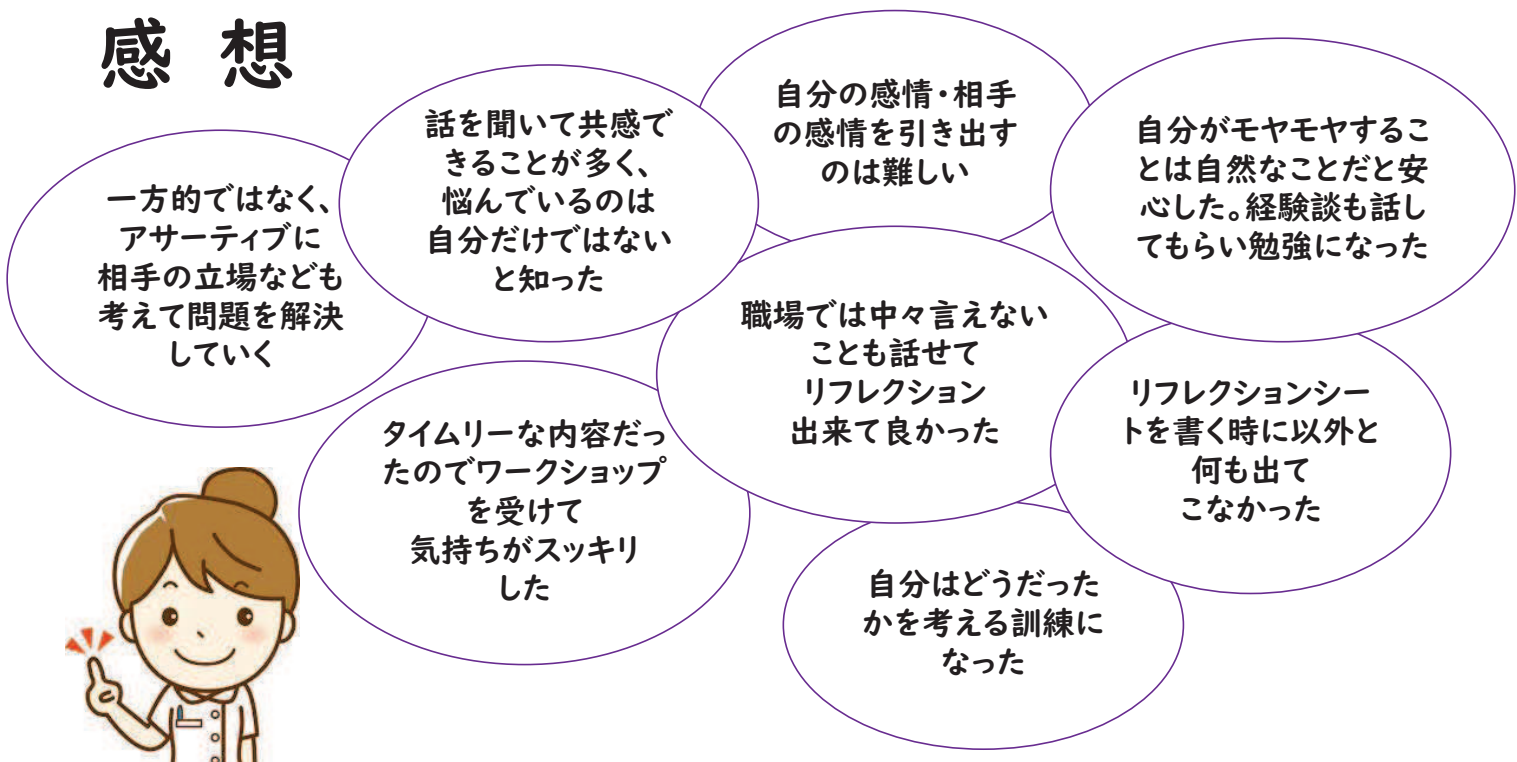 感想
一方的ではなく、
アサーティブに
相手の立場なども
考えて問題を解決
していく
話を聞いて共感で
きることが多く、
悩んでいるのは
自分だけではない
と知った
自分の感情・相手
の感情を引き出す
のは難しい
自分がモヤモヤするこ
とは自然なことだと安
心した。経験談も話し
てもらい勉強になった
タイムリーな内容だっ
たのでワークショップ
を受けて
気持ちがスッキリ
した
職場では中々言えない
ことも話せて
リフレクション
出来て良かった
リフレクションシー
トを書く時に以外と
何も出て
こなかった
自分はどうだった
かを考える訓練に
なった